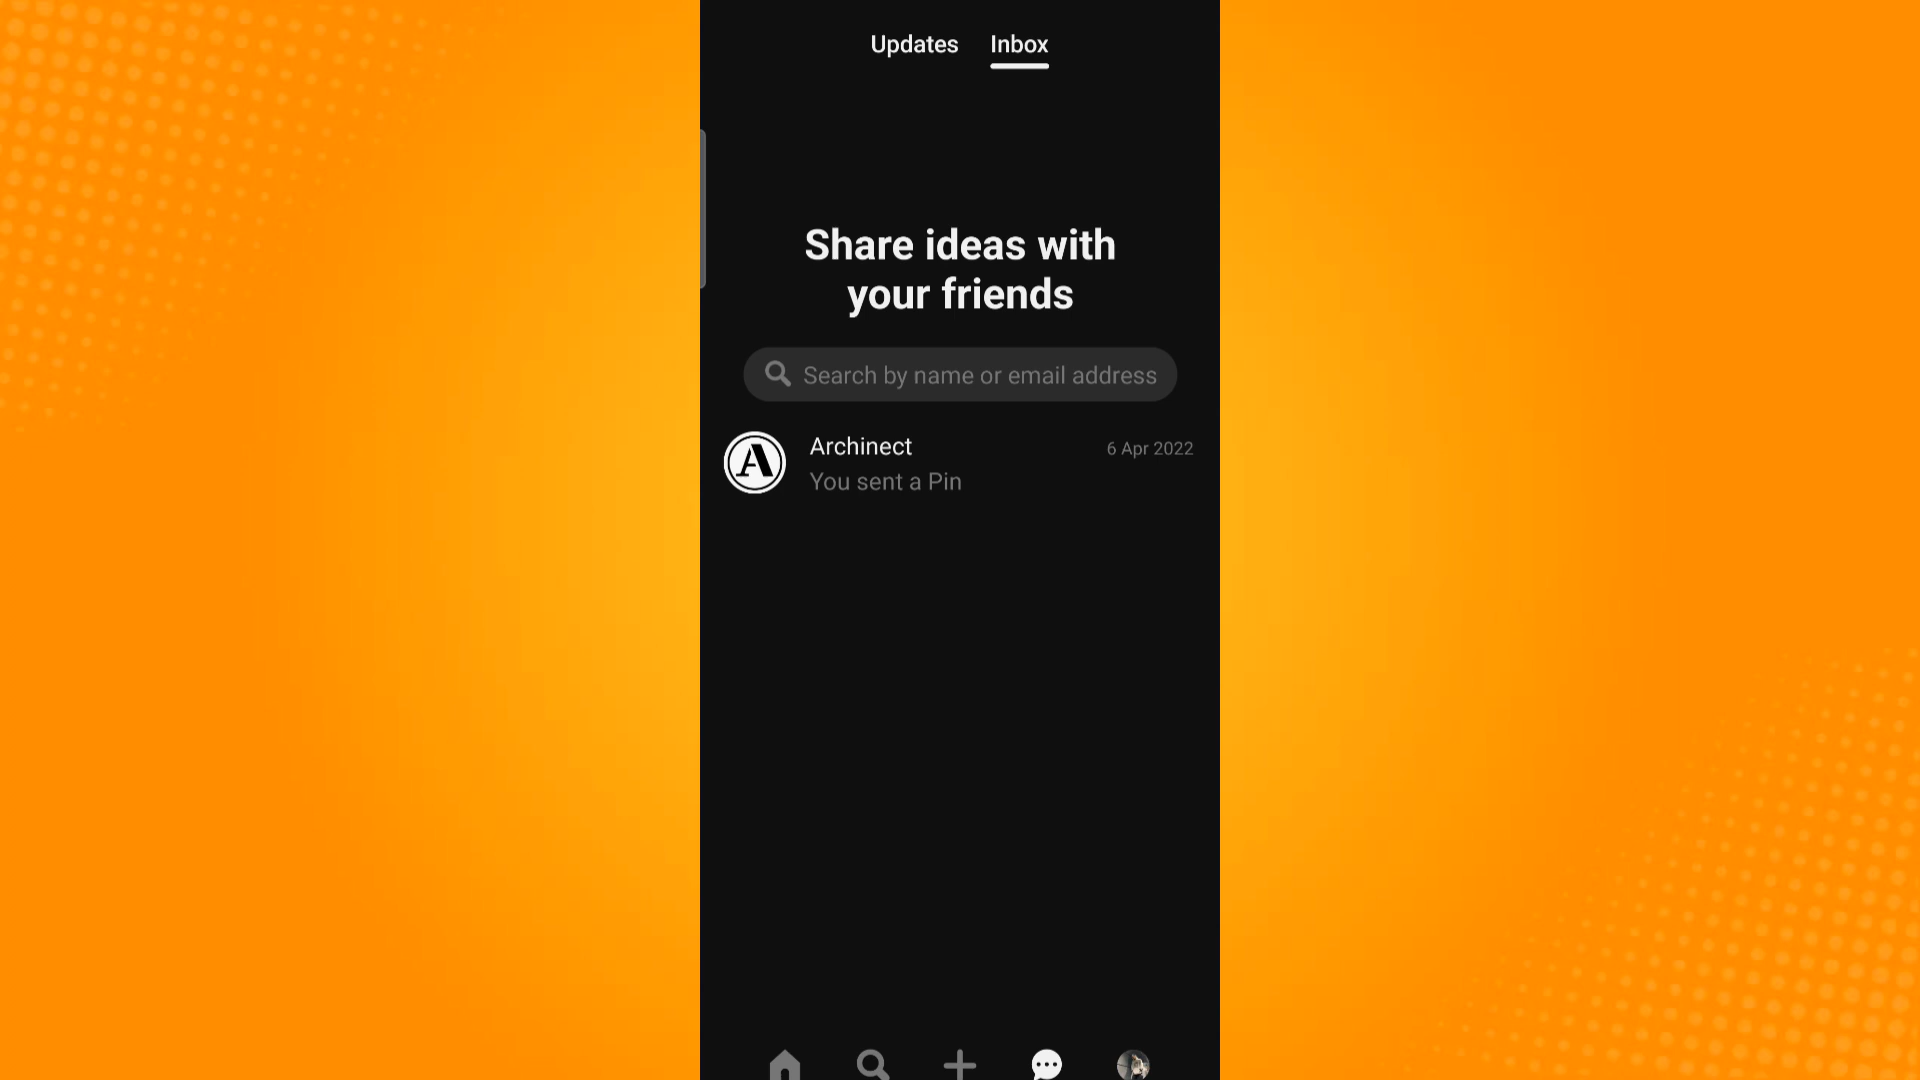 Updates Inbox
Share ideas with
your friends
Search by name or email address
A
Archinect
6 Apr 2022
You sent a Pin